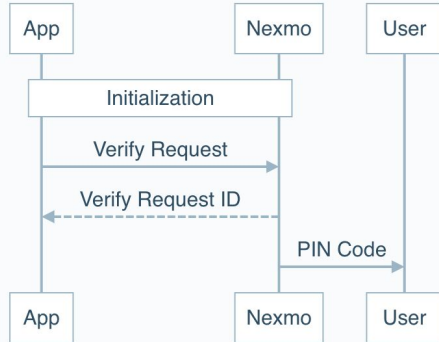 App Nexmo User
Initialization
Verify Request
Verify Request ID
PIN Code
App Nexmo User